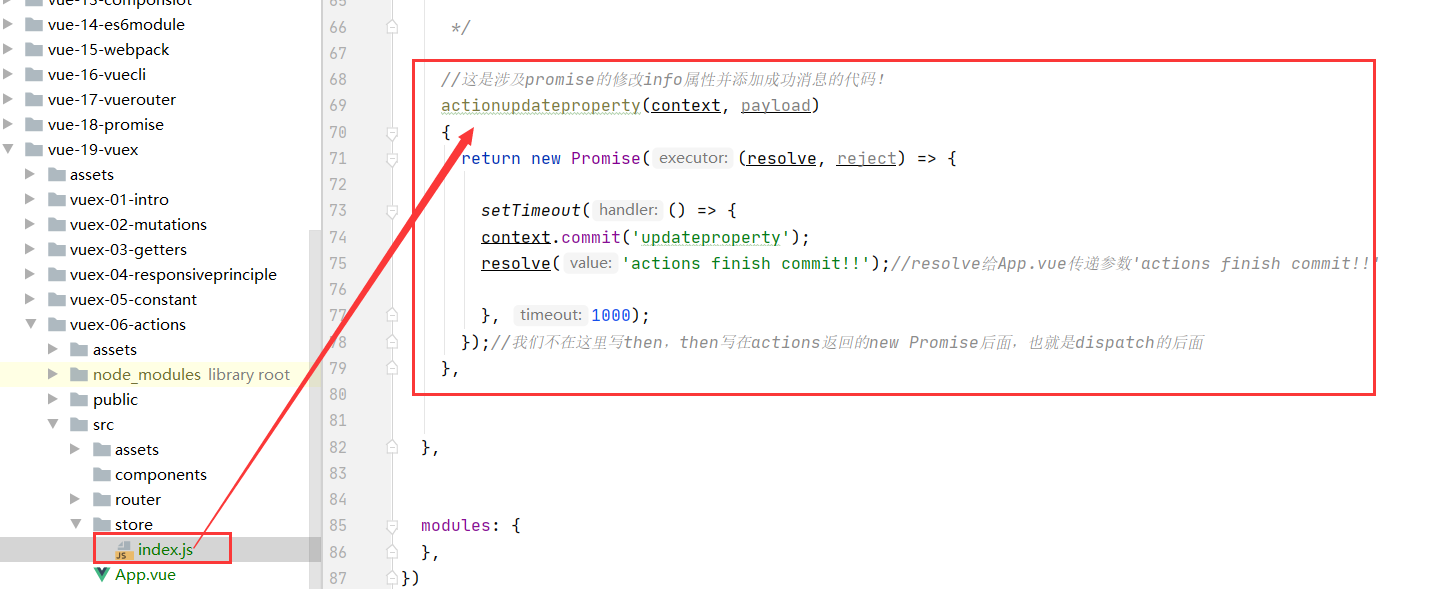 vue-13-componslot
vue-14-es6module
vue-15-webpack
vue-16-vuecli
vue-17-vuerouter
vue-18-promise
vue-19-vuex
assets
vuex-01-intro
vuex-02-mutations
vuex-03-getters
vuex-04-responsiveprinciple
vuex-05-constant
vuex-06-actions
assets
node_modules library root
public
src
assets
components
router
store
index.js
App.vue
65
66 */
67
68 //这是涉及promise的修改info属性并添加成功消息的代码!
69 actionupdateproperty(context, payload)
70 {
71 return new Promise( executor: (resolve, reject) => {
72
73 setTimeout( handler: () => {
74 context.commit('updateproperty');
75 resolve( value: 'actions finish commit!!');//resolve给App.vue传递参数'actions finish commit!!'
76
77 }, timeout: 1000);
78 });//我们不在这里写then，then写在actions返回的new Promise后面，也就是dispatch的后面
79 },
80
81
82 },
83
84
85 modules: {
86 },
87 })